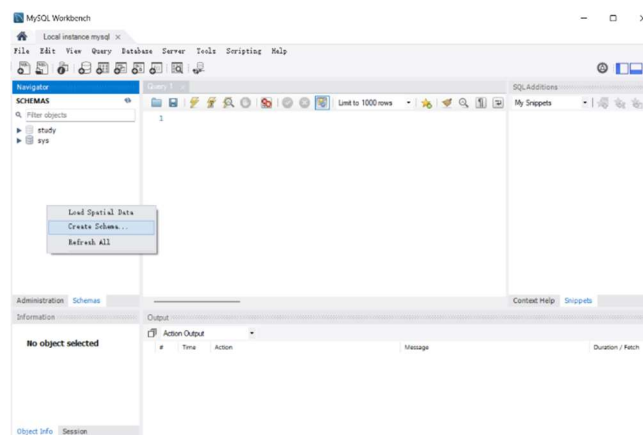 MySQL Workbench
Local instance mysql ×
File Edit View Query Database Server Tools Scripting Help
Navigator
Query 1 ×
SQLAdditions
SCHEMAS
Limit to 1000 rows
My Snippets
Filter objects
1
study
sys
Load Spatial Data
Create Schema...
Refresh All
Administration Schemas
Context Help Snippets
Information
Output
Action Output
No object selected
# Time Action Message Duration / Fetch
Object Info Session